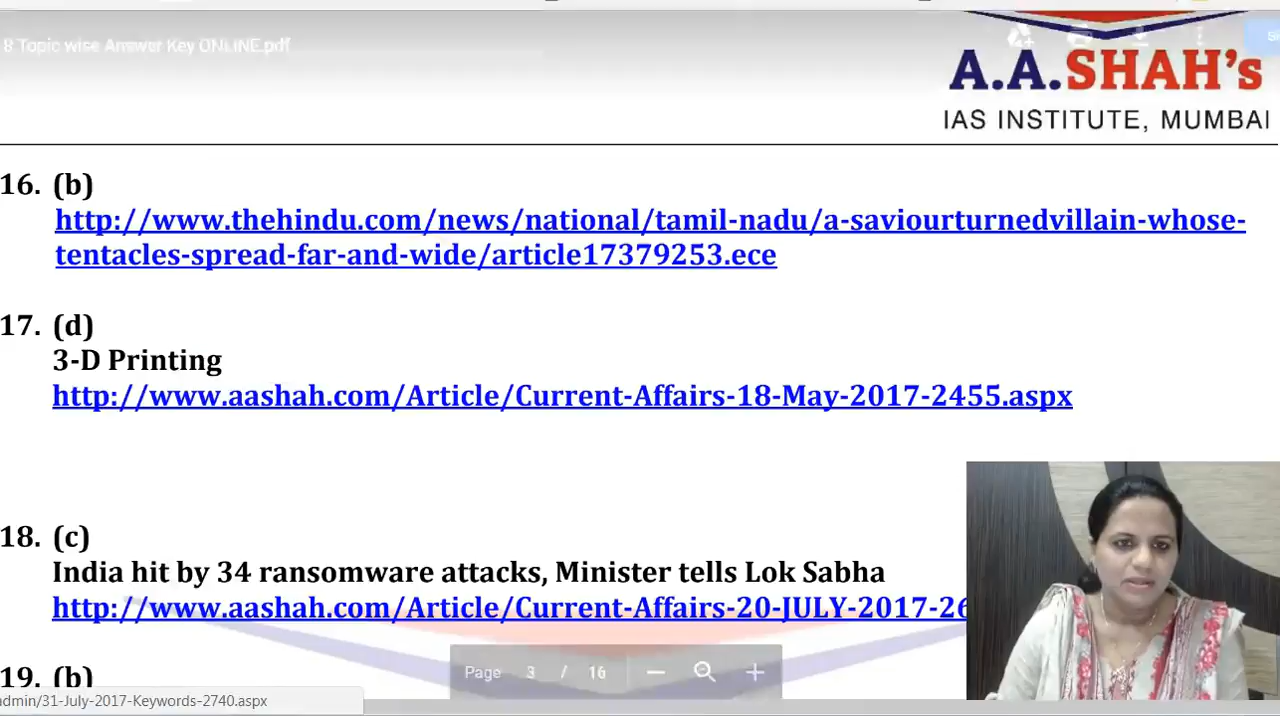 8 Topic wise Answer Key ONLINE.pdf
A.A.SHAH's
IAS INSTITUTE, MUMBAI
16. (b)
http://www.thehindu.com/news/national/tamil-nadu/a-saviourturnedvillain-whose-
tentacles-spread-far-and-wide/article17379253.ece
17. (d)
3-D Printing
http://www.aashah.com/Article/Current-Affairs-18-May-2017-2455.aspx
18. (c)
India hit by 34 ransomware attacks, Minister tells Lok Sabha
http://www.aashah.com/Article/Current-Affairs-20-JULY-2017-26
19. (b)
Page 3 / 16
admin/31-July-2017-Keywords-2740.aspx